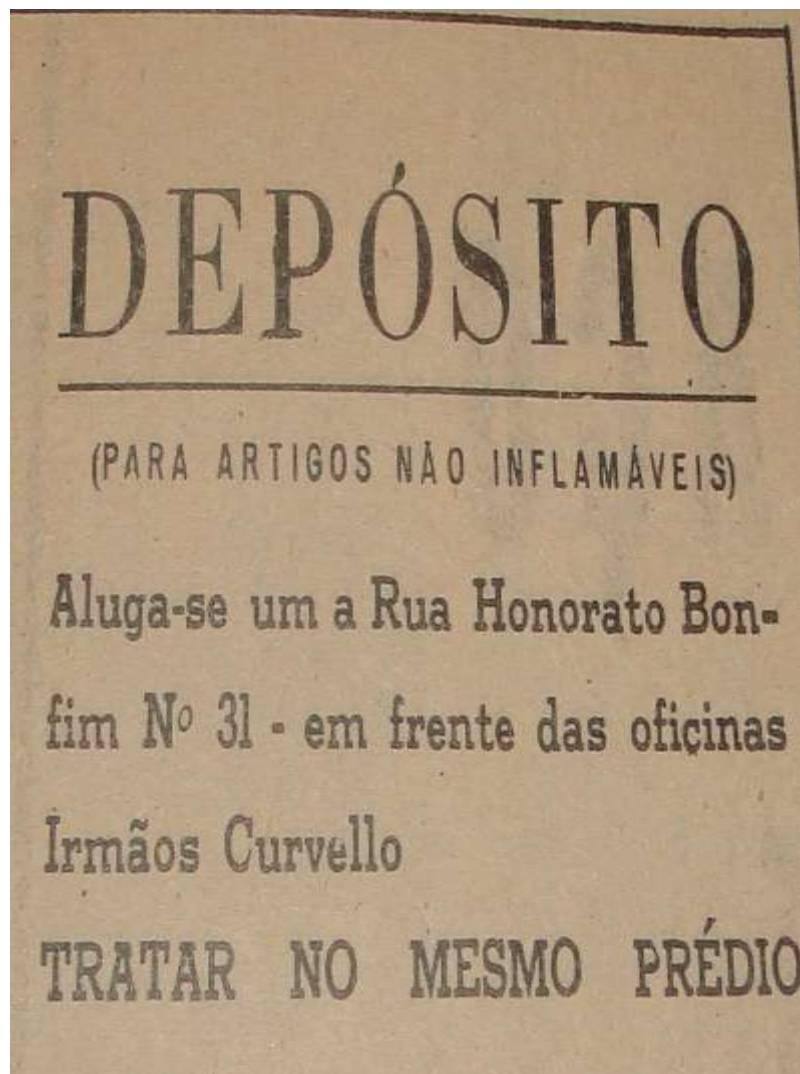 DEPÓSITO
(PARA ARTIGOS NÃO INFLAMÁVEIS)
Aluga-se um a Rua Honorato Bon-
fim Nº 31 - em frente das oficinas
Irmãos Curvello
TRATAR NO MESMO PRÉDIO